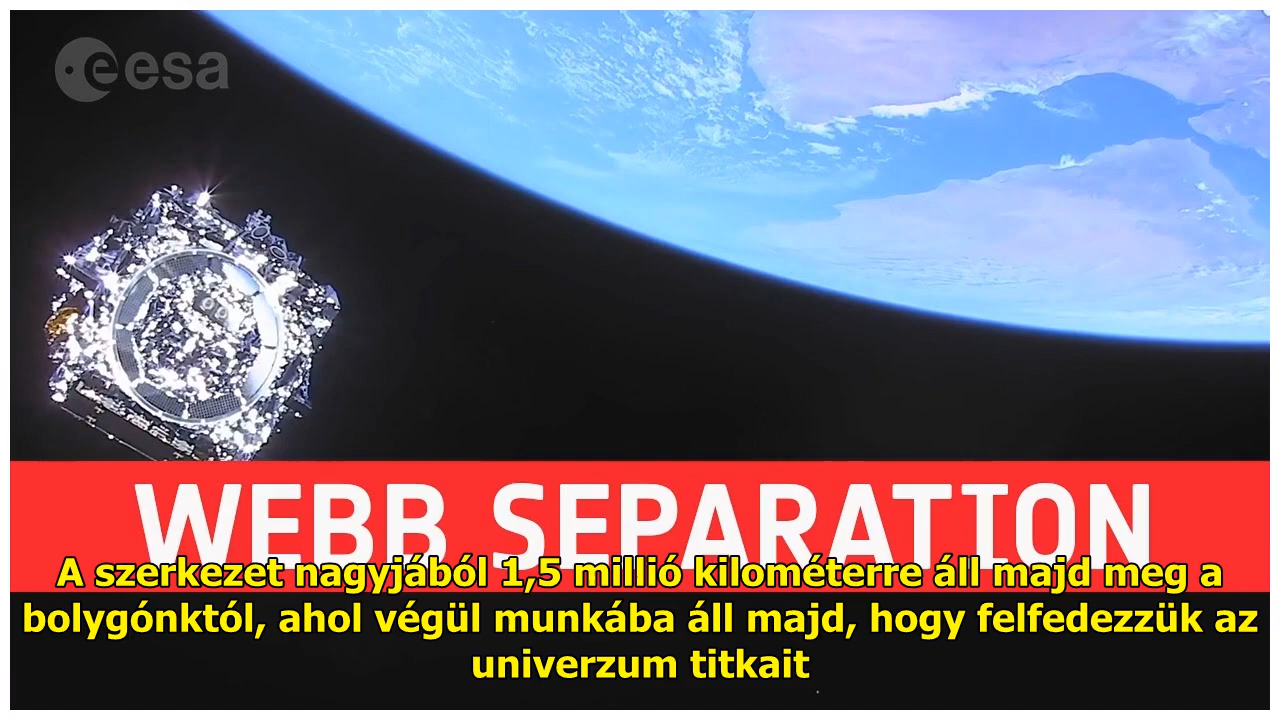 esa
WEBB SEPARATION
A szerkezet nagyjából 1,5 millió kilométerre áll majd meg a
bolygónktól, ahol végül munkába áll majd, hogy felfedezzük az
univerzum titkait